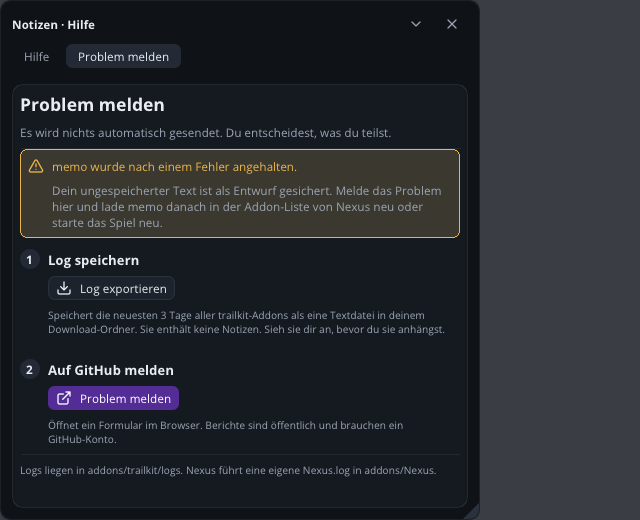 Notizen · Hilfe
Hilfe
Problem melden
Problem melden
Es wird nichts automatisch gesendet. Du entscheidest, was du teilst.
memo wurde nach einem Fehler angehalten.
Dein ungespeicherter Text ist als Entwurf gesichert. Melde das Problem
hier und lade memo danach in der Addon-Liste von Nexus neu oder
starte das Spiel neu.
1 Log speichern
Log exportieren
Speichert die neuesten 3 Tage aller trailkit-Addons als eine Textdatei in deinem
Download-Ordner. Sie enthält keine Notizen. Sieh sie dir an, bevor du sie anhängst.
2 Auf GitHub melden
Problem melden
Öffnet ein Formular im Browser. Berichte sind öffentlich und brauchen ein
GitHub-Konto.
Logs liegen in addons/trailkit/logs. Nexus führt eine eigene Nexus.log in addons/Nexus.